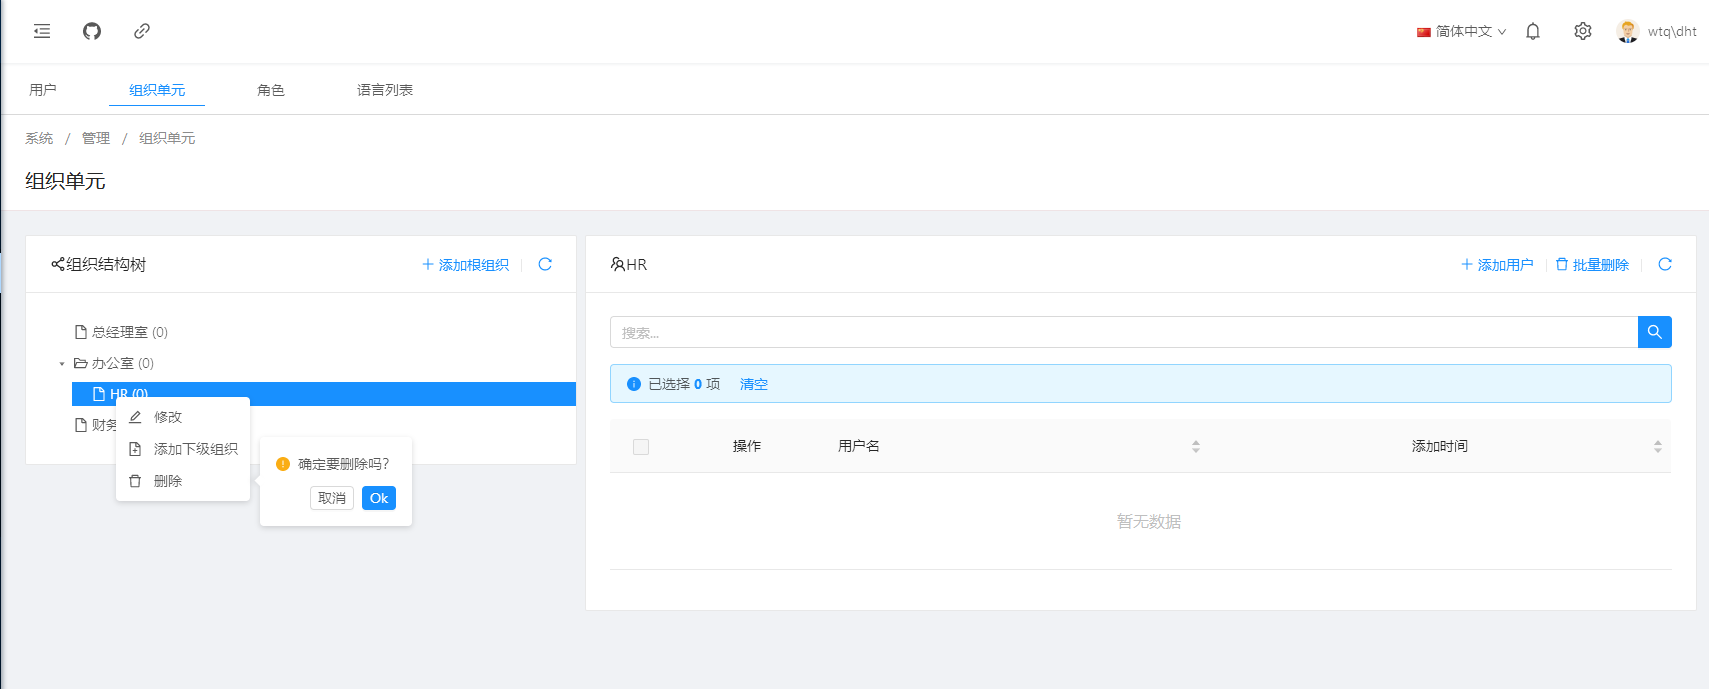 简体中文
wtq\dht
用户 组织单元 角色 语言列表
系统 / 管理 / 组织单元
组织单元
组织结构树 添加根组织
总经理室 (0)
办公室 (0)
HR (0)
财务
修改
添加下级组织
删除
确定要删除吗?
取消 Ok
HR 添加用户 批量删除
搜索...
已选择 0 项 清空
操作 用户名 添加时间
暂无数据